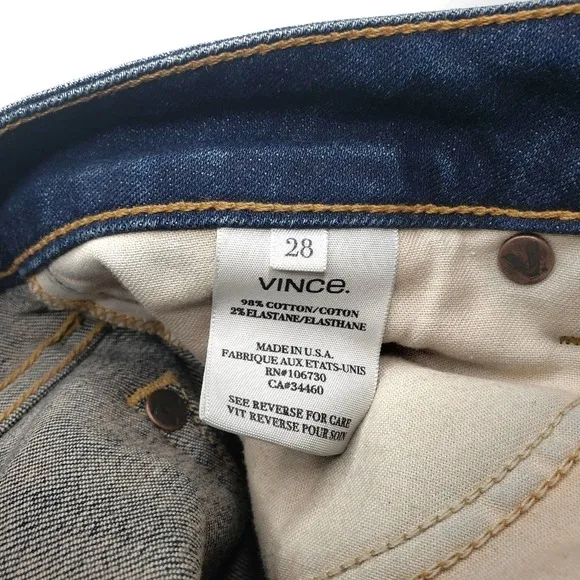 28
VINCE.
98% COTTON/COTON
2% ELASTANE/ELASTHANE
MADE IN U.S.A.
FABRIQUE AUX ETATS-UNIS
RN#106730
CA#34460
SEE REVERSE FOR CARE
VIT REVERSE POUR SOIN